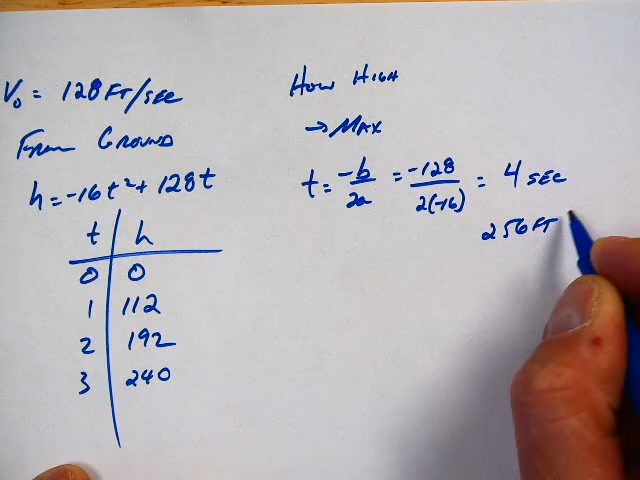 V₀ = 128 FT/SEC
FROM GROUND
h = -16t² + 128t
t h
0 0
1 112
2 192
3 240
HOW HIGH
→ MAX
t = -b/2a = -128/2(-16) = 4 SEC
256 FT